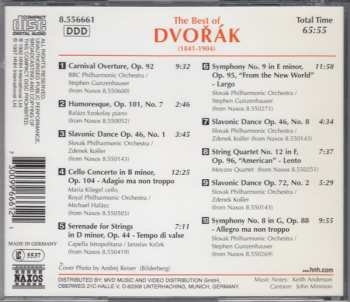 8.556661
DDD
The Best of
DVOŘÁK
(1841-1904)
Total Time
65:55
COMPACT disc
DIGITAL AUDIO
1 Carnival Overture, Op. 92 9:32
BBC Philharmonic Orchestra /
Stephen Gunzenhauser
(from Naxos 8.550600)
2 Humoresque, Op. 101, No. 7 2:46
Balázs Szokolay piano
(from Naxos 8.550052)
3 Slavonic Dance Op. 46, No. 1 3:45
Slovak Philharmonic Orchestra /
Zdenek Košler
(from Naxos 8.550143)
4 Cello Concerto in B minor, 12:25
Op. 104 - Adagio ma non troppo
Maria Kliegel cello,
Royal Philharmonic Orchestra /
Michael Halász
(from Naxos 8.550503)
5 Serenade for Strings 7:11
in D minor, Op. 44 - Tempo di valse
Capella Istropolitana / Jaroslav Krček
(from Naxos 8.550419)
6 Symphony No. 9 in E minor, 11:58
Op. 95, "From the New World"
- Largo
Slovak Philharmonic Orchestra /
Stephen Gunzenhauser
(from Naxos 8.550271)
7 Slavonic Dance Op. 46, No. 8 4:34
Slovak Philharmonic Orchestra /
Zdenek Košler
(from Naxos 8.550143)
8 String Quartet No. 12 in F, 7:31
Op. 96, "American" - Lento
Moyzes Quartet (from Naxos 8.550251)
9 Slavonic Dance Op. 72, No. 2 5:29
Slovak Philharmonic Orchestra /
Zdenek Košler
(from Naxos 8.550143)
10 Symphony No. 8 in G, Op. 88 9:55
- Allegro ma non troppo
Slovak Philharmonic Orchestra /
Stephen Gunzenhauser
(from Naxos 8.550269)
...www.hnh.com...
MADE IN GERMANY
5537
Cover Photo by Andrej Reiser (Bilderberg)
Music Notes: Keith Anderson
Cartoon: John Minnion
NAXOS
DISTRIBUTED BY: MVD MUSIC AND VIDEO DISTRIBUTION GmbH,
OBERWEG 21C-HALLE V, D-82008 UNTERHACHING, MUNICH, GERMANY.